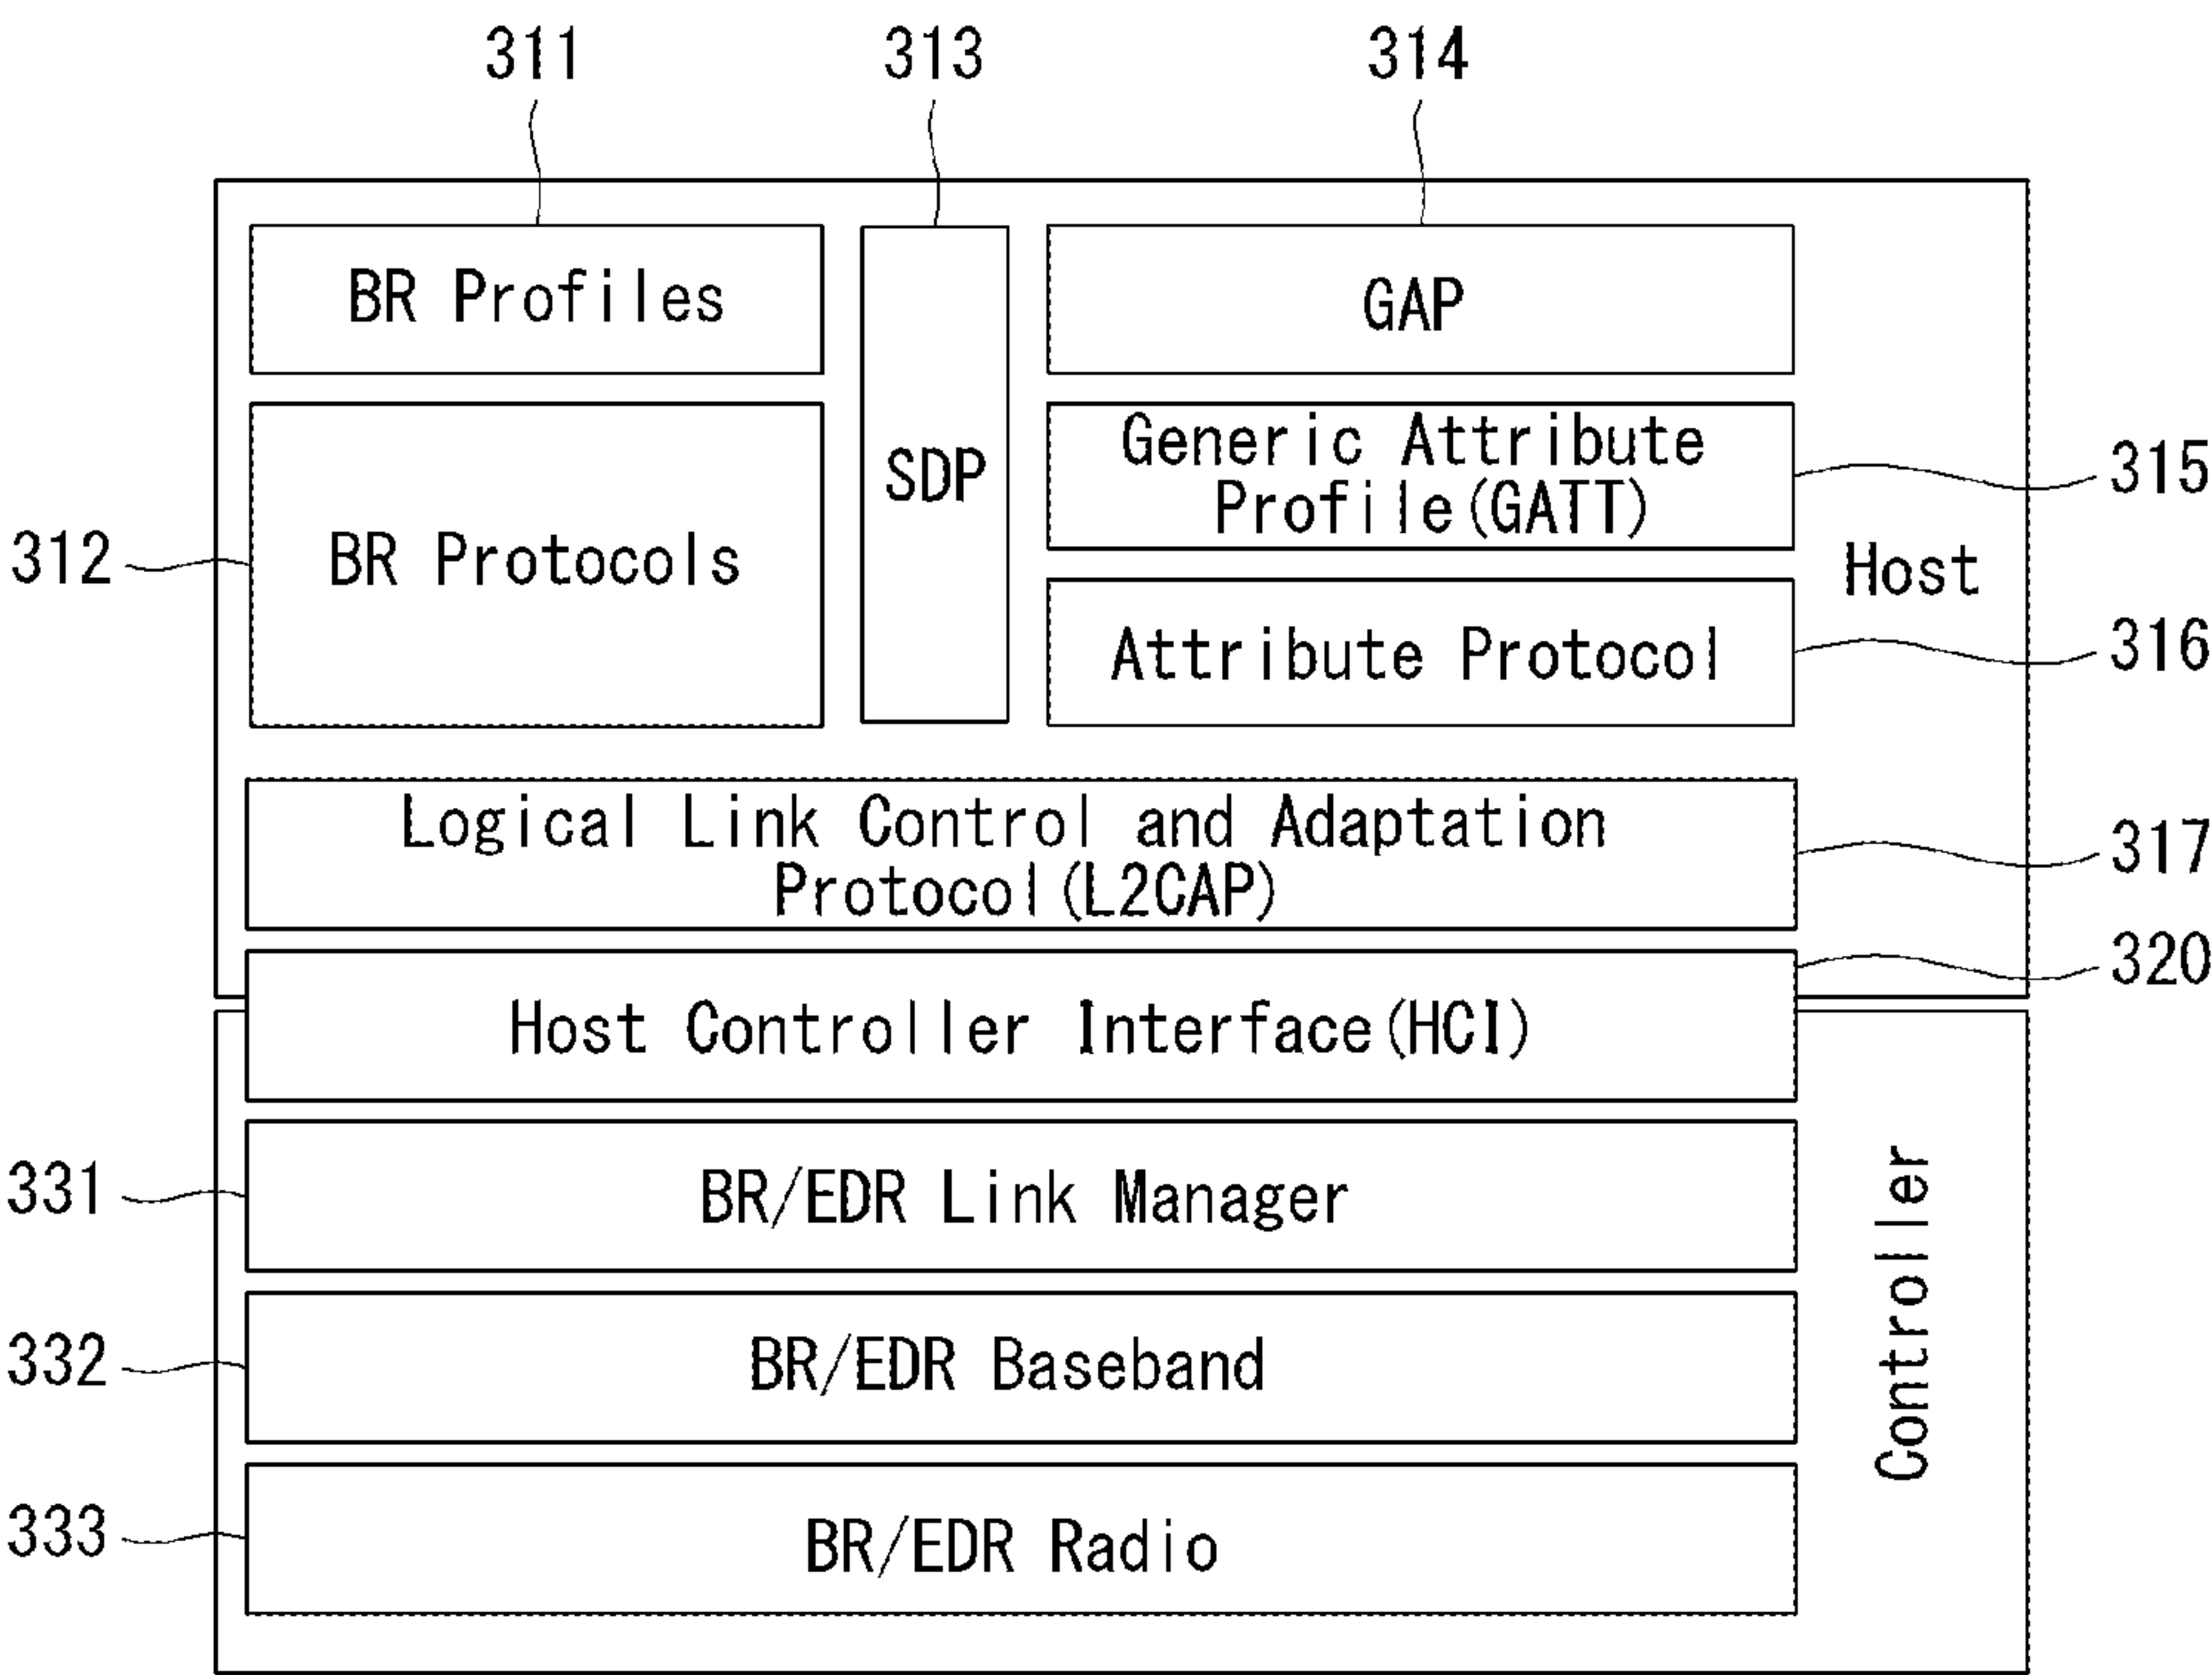 311
313
314
BR Profiles
GAP
Generic Attribute
Profile(GATT)
315
SDP
312
BR Protocols
Host
Attribute Protocol
316
Logical Link Control and Adaptation
Protocol(L2CAP)
317
320
Host Controller Interface(HCI)
331
BR/EDR Link Manager
Controller
332
BR/EDR Baseband
333
BR/EDR Radio